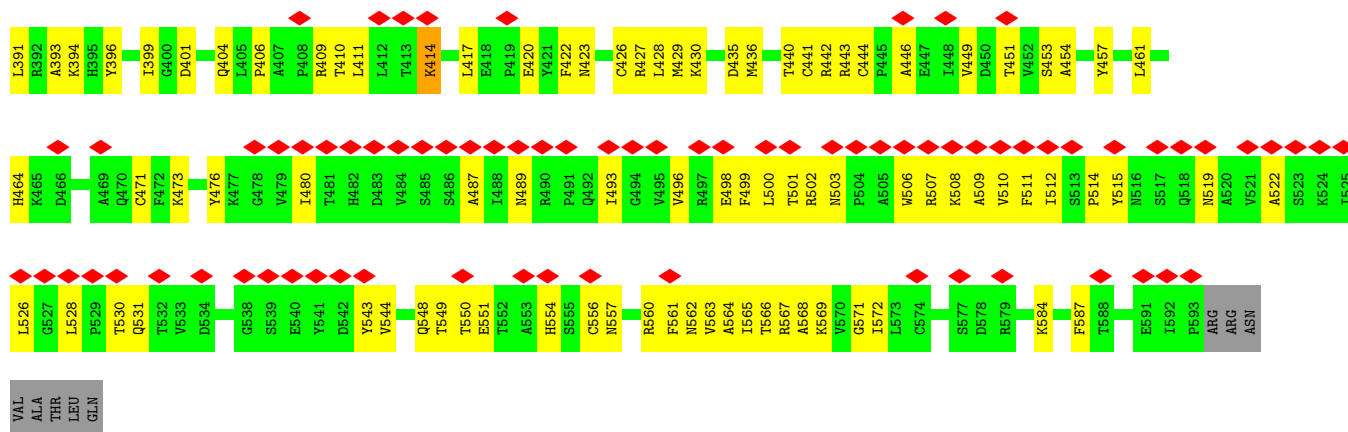 L391 R392 A393 K394 H395 Y396 I399 G400 D401 Q404 L405 P406 A407 P408 R409 T410 L411 L412 T413 K414 L417 E418 P419 E420 Y421 F422 N423 C426 R427 L428 M429 K430 D435 M436 T440 C441 R442 R443 C444 P445 A446 E447 I448 V449 D450 T451 V452 S453 A454 Y457 L461
H464 K465 D466 A469 Q470 C471 F472 K473 Y476 K477 G478 V479 I480 T481 H482 D483 V484 S485 S486 A487 I488 N489 R490 P491 Q492 I493 G494 V495 V496 R497 E498 F499 L500 T501 R502 N503 P504 A505 W506 R507 K508 A509 V510 F511 I512 S513 P514 Y515 N516 S517 Q518 N519 A520 V521 A522 S523 K524 I525
L526 G527 L528 P529 T530 Q531 T532 V533 D534 G538 S539 E540 Y541 D542 Y543 V544 Q548 T549 T550 E551 T552 A553 H554 S555 C556 N557 R560 F561 N562 V563 A564 I565 T566 R567 A568 K569 V570 G571 I572 L573 C574 S577 D578 R579 K584 F587 T588 E591 I592 P593 ARG ARG ASN
VAL ALA THR LEU GLN